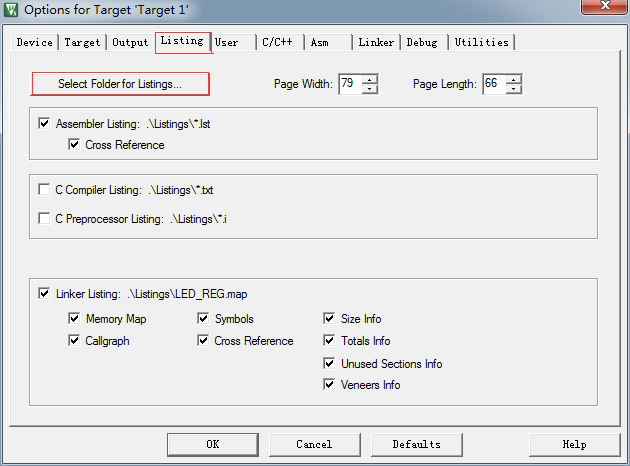 Options for Target 'Target 1'
Device Target Output Listing User C/C++ Asm Linker Debug Utilities
Select Folder for Listings... Page Width: 79 Page Length: 66
Assembler Listing: .\Listings\*.lst
Cross Reference
C Compiler Listing: .\Listings\*.txt
C Preprocessor Listing: .\Listings\*.i
Linker Listing: .\Listings\LED_REG.map
Memory Map Symbols Size Info
Callgraph Cross Reference Totals Info
Unused Sections Info
Veneers Info
OK Cancel Defaults Help